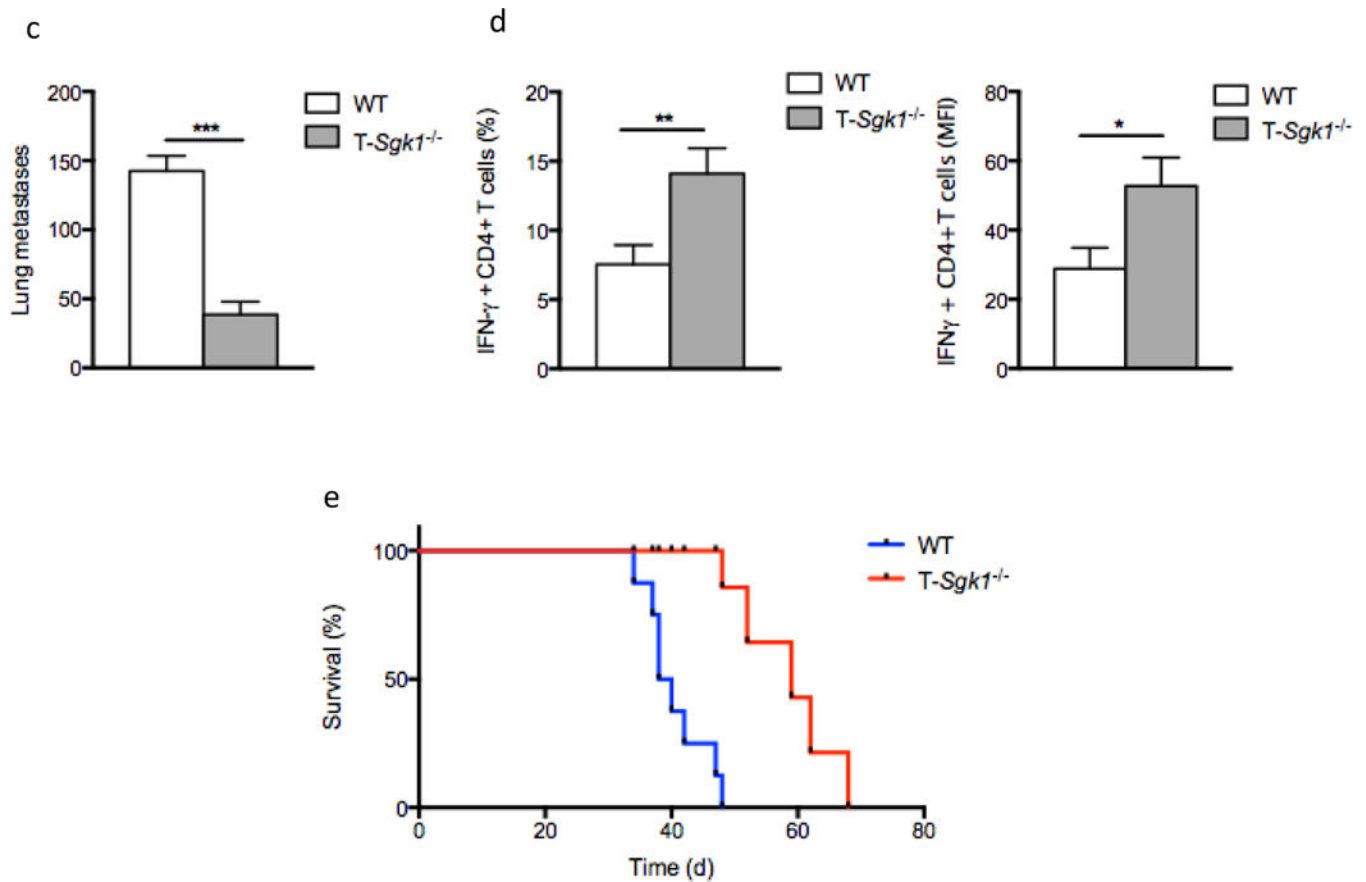 c
d
Lung metastases
200
150
100
50
0
***
WT
T-Sgk1-/-
IFN-γ + CD4+ T cells (%)
20
15
10
5
0
**
WT
T-Sgk1-/-
IFNγ + CD4+ T cells (MFI)
80
60
40
20
0
*
WT
T-Sgk1-/-
e
Survival (%)
100
50
0
0 20 40 60 80
Time (d)
WT
T-Sgk1-/-